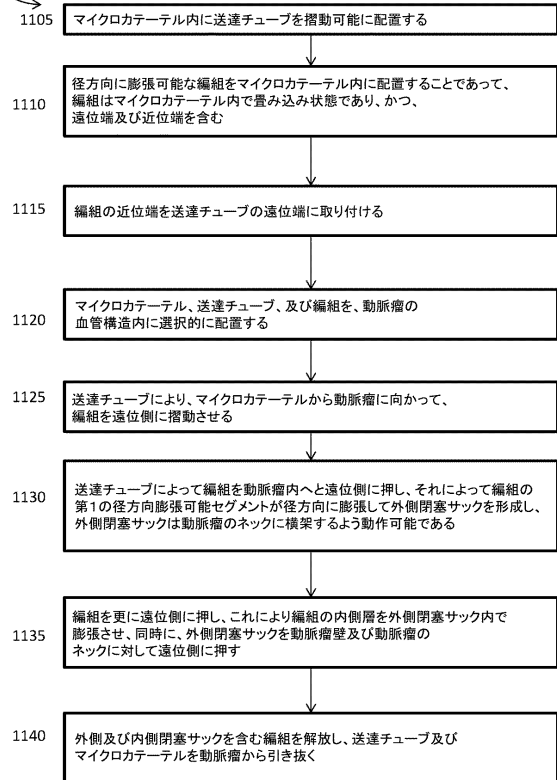 1105
マイクロカテーテル内に送達チューブを摺動可能に配置する
1110
径方向に膨張可能な編組をマイクロカテーテル内に配置することであって、
編組はマイクロカテーテル内で畳み込み状態であり、かつ、
遠位端及び近位端を含む
1115
編組の近位端を送達チューブの遠位端に取り付ける
1120
マイクロカテーテル、送達チューブ、及び編組を、動脈瘤の
血管構造内に選択的に配置する
1125
送達チューブにより、マイクロカテーテルから動脈瘤に向かって、
編組を遠位側に摺動させる
1130
送達チューブによって編組を動脈瘤内へと遠位側に押し、それによって編組の
第1の径方向膨張可能セグメントが径方向に膨張して外側閉塞サックを形成し、
外側閉塞サックは動脈瘤のネックに横架するよう動作可能である
1135
編組を更に遠位側に押し、これにより編組の内側層を外側閉塞サック内で
膨張させ、同時に、外側閉塞サックを動脈瘤壁及び動脈瘤の
ネックに対して遠位側に押す
1140
外側及び内側閉塞サックを含む編組を解放し、送達チューブ及び
マイクロカテーテルを動脈瘤から引き抜く